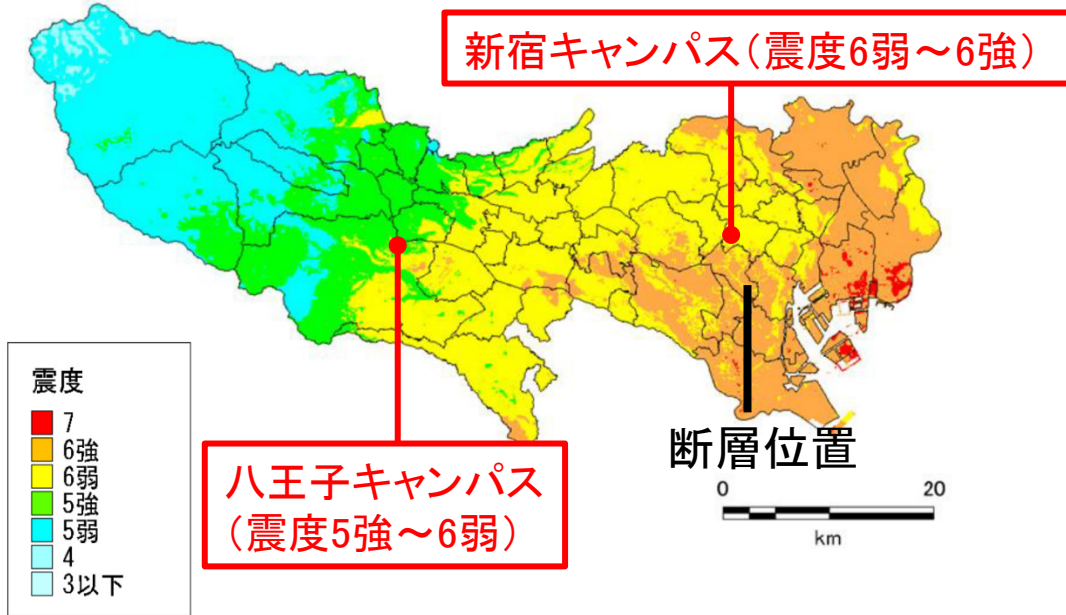 新宿キャンパス(震度6弱～6強)
震度
7
6強
6弱
5強
5弱
4
3以下
八王子キャンパス
(震度5強～6弱)
断層位置
0 20
km